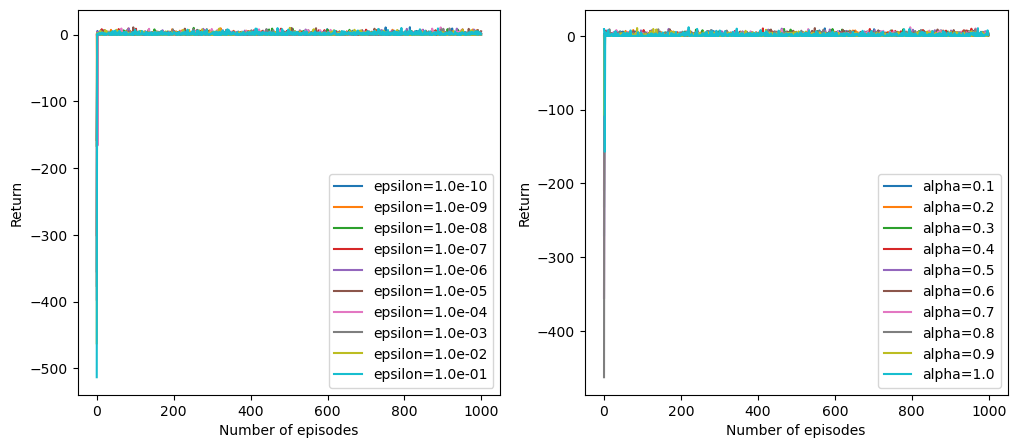 0
−100
−200
−300
−400
−500
Return
0
200
400
600
800
1000
Number of episodes
epsilon=1.0e-10
epsilon=1.0e-09
epsilon=1.0e-08
epsilon=1.0e-07
epsilon=1.0e-06
epsilon=1.0e-05
epsilon=1.0e-04
epsilon=1.0e-03
epsilon=1.0e-02
epsilon=1.0e-01
0
−100
−200
−300
−400
Return
0
200
400
600
800
1000
Number of episodes
alpha=0.1
alpha=0.2
alpha=0.3
alpha=0.4
alpha=0.5
alpha=0.6
alpha=0.7
alpha=0.8
alpha=0.9
alpha=1.0